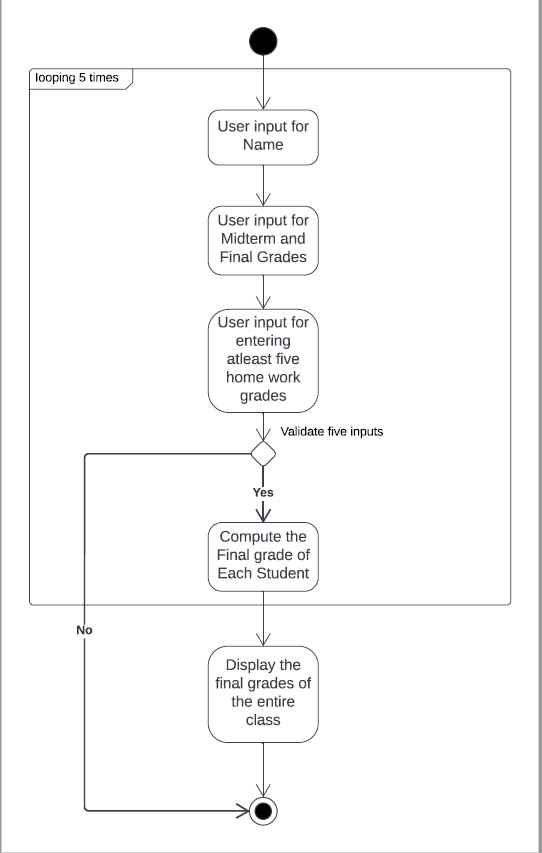 looping 5 times
User input for
Name
User input for
Midterm and
Final Grades
User input for
entering
atleast five
home work
grades
Validate five inputs
Yes
Compute the
Final grade of
Each Student
No
Display the
final grades of
the entire
class